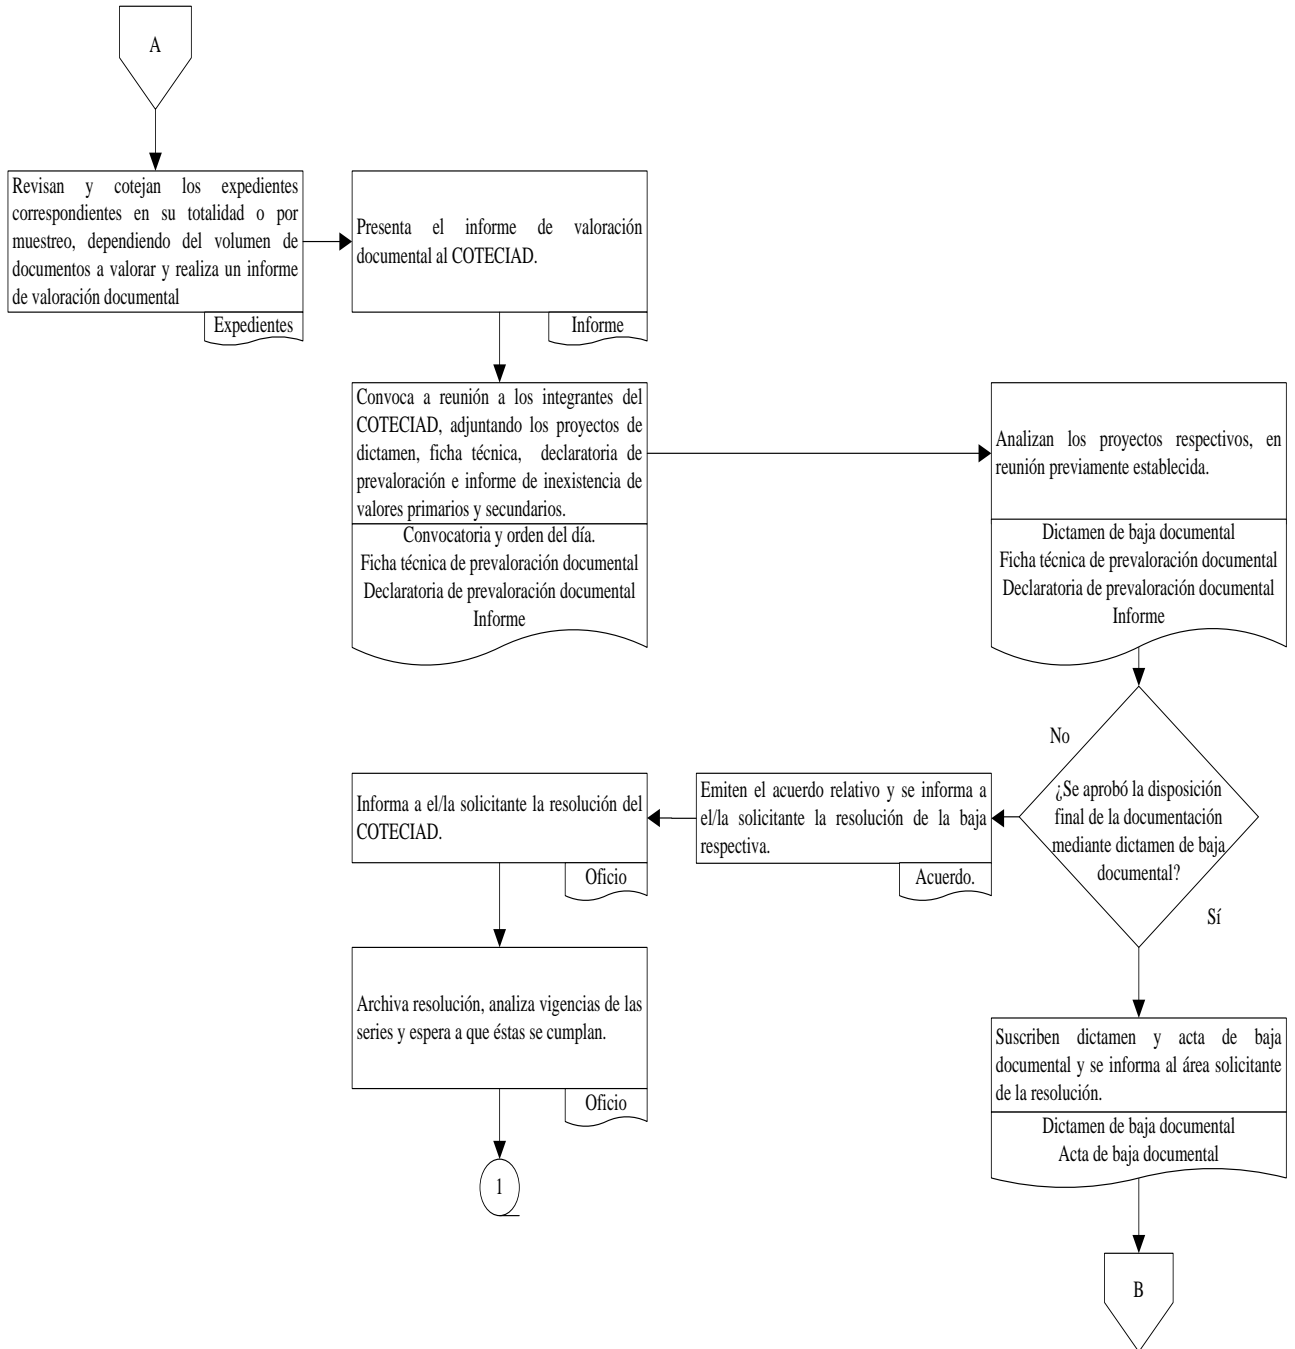 A
Revisan y cotejan los expedientes
correspondientes en su totalidad o por
muestreo, dependiendo del volumen de
documentos a valorar y realiza un informe
de valoración documental
Expedientes
Presenta el informe de valoración
documental al COTECIAD.
Informe
Convoca a reunión a los integrantes del
COTECIAD, adjuntando los proyectos de
dictamen, ficha técnica, declaratoria de
prevaloración e informe de inexistencia de
valores primarios y secundarios.
Convocatoria y orden del día.
Ficha técnica de prevaloración documental
Declaratoria de prevaloración documental
Informe
Analizan los proyectos respectivos, en
reunión previamente establecida.
Dictamen de baja documental
Ficha técnica de prevaloración documental
Declaratoria de prevaloración documental
Informe
No
¿Se aprobó la disposición
final de la documentación
mediante dictamen de baja
documental?
Sí
Emiten el acuerdo relativo y se informa a
el/la solicitante la resolución de la baja
respectiva.
Acuerdo.
Informa a el/la solicitante la resolución del
COTECIAD.
Oficio
Archiva resolución, analiza vigencias de las
series y espera a que éstas se cumplan.
Oficio
1
Suscriben dictamen y acta de baja
documental y se informa al área solicitante
de la resolución.
Dictamen de baja documental
Acta de baja documental
B